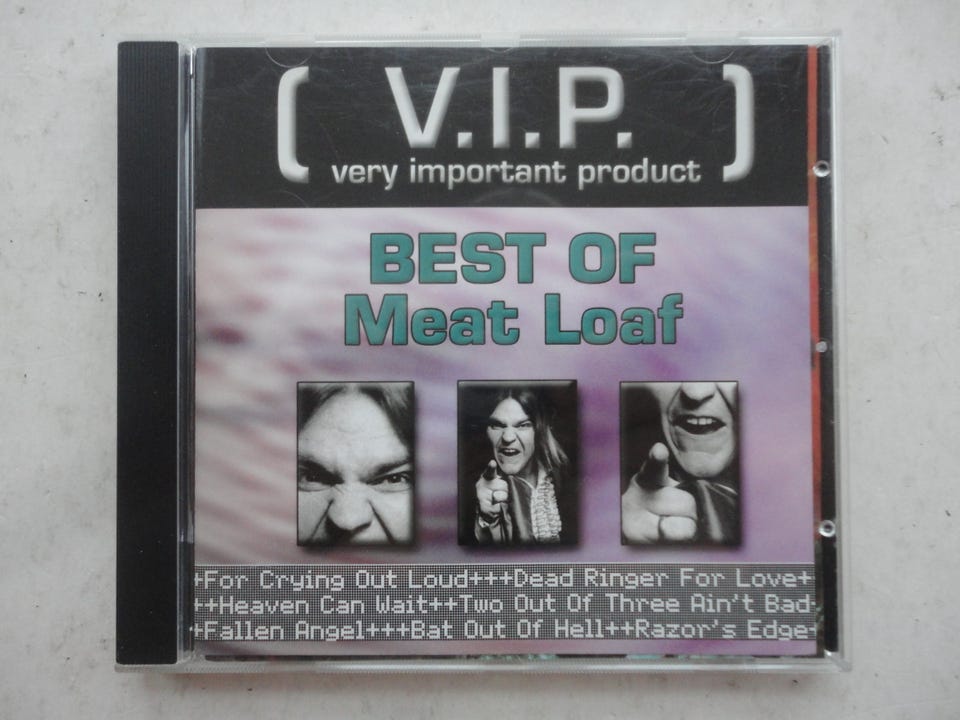 ( V.I.P. )
very important product
BEST OF
Meat Loaf
+For Crying Out Loud+++Dead Ringer For Love+
++Heaven Can Wait++Two Out Of Three Ain't Bad
+Fallen Angel+++Bat Out Of Hell++Razor's Edge